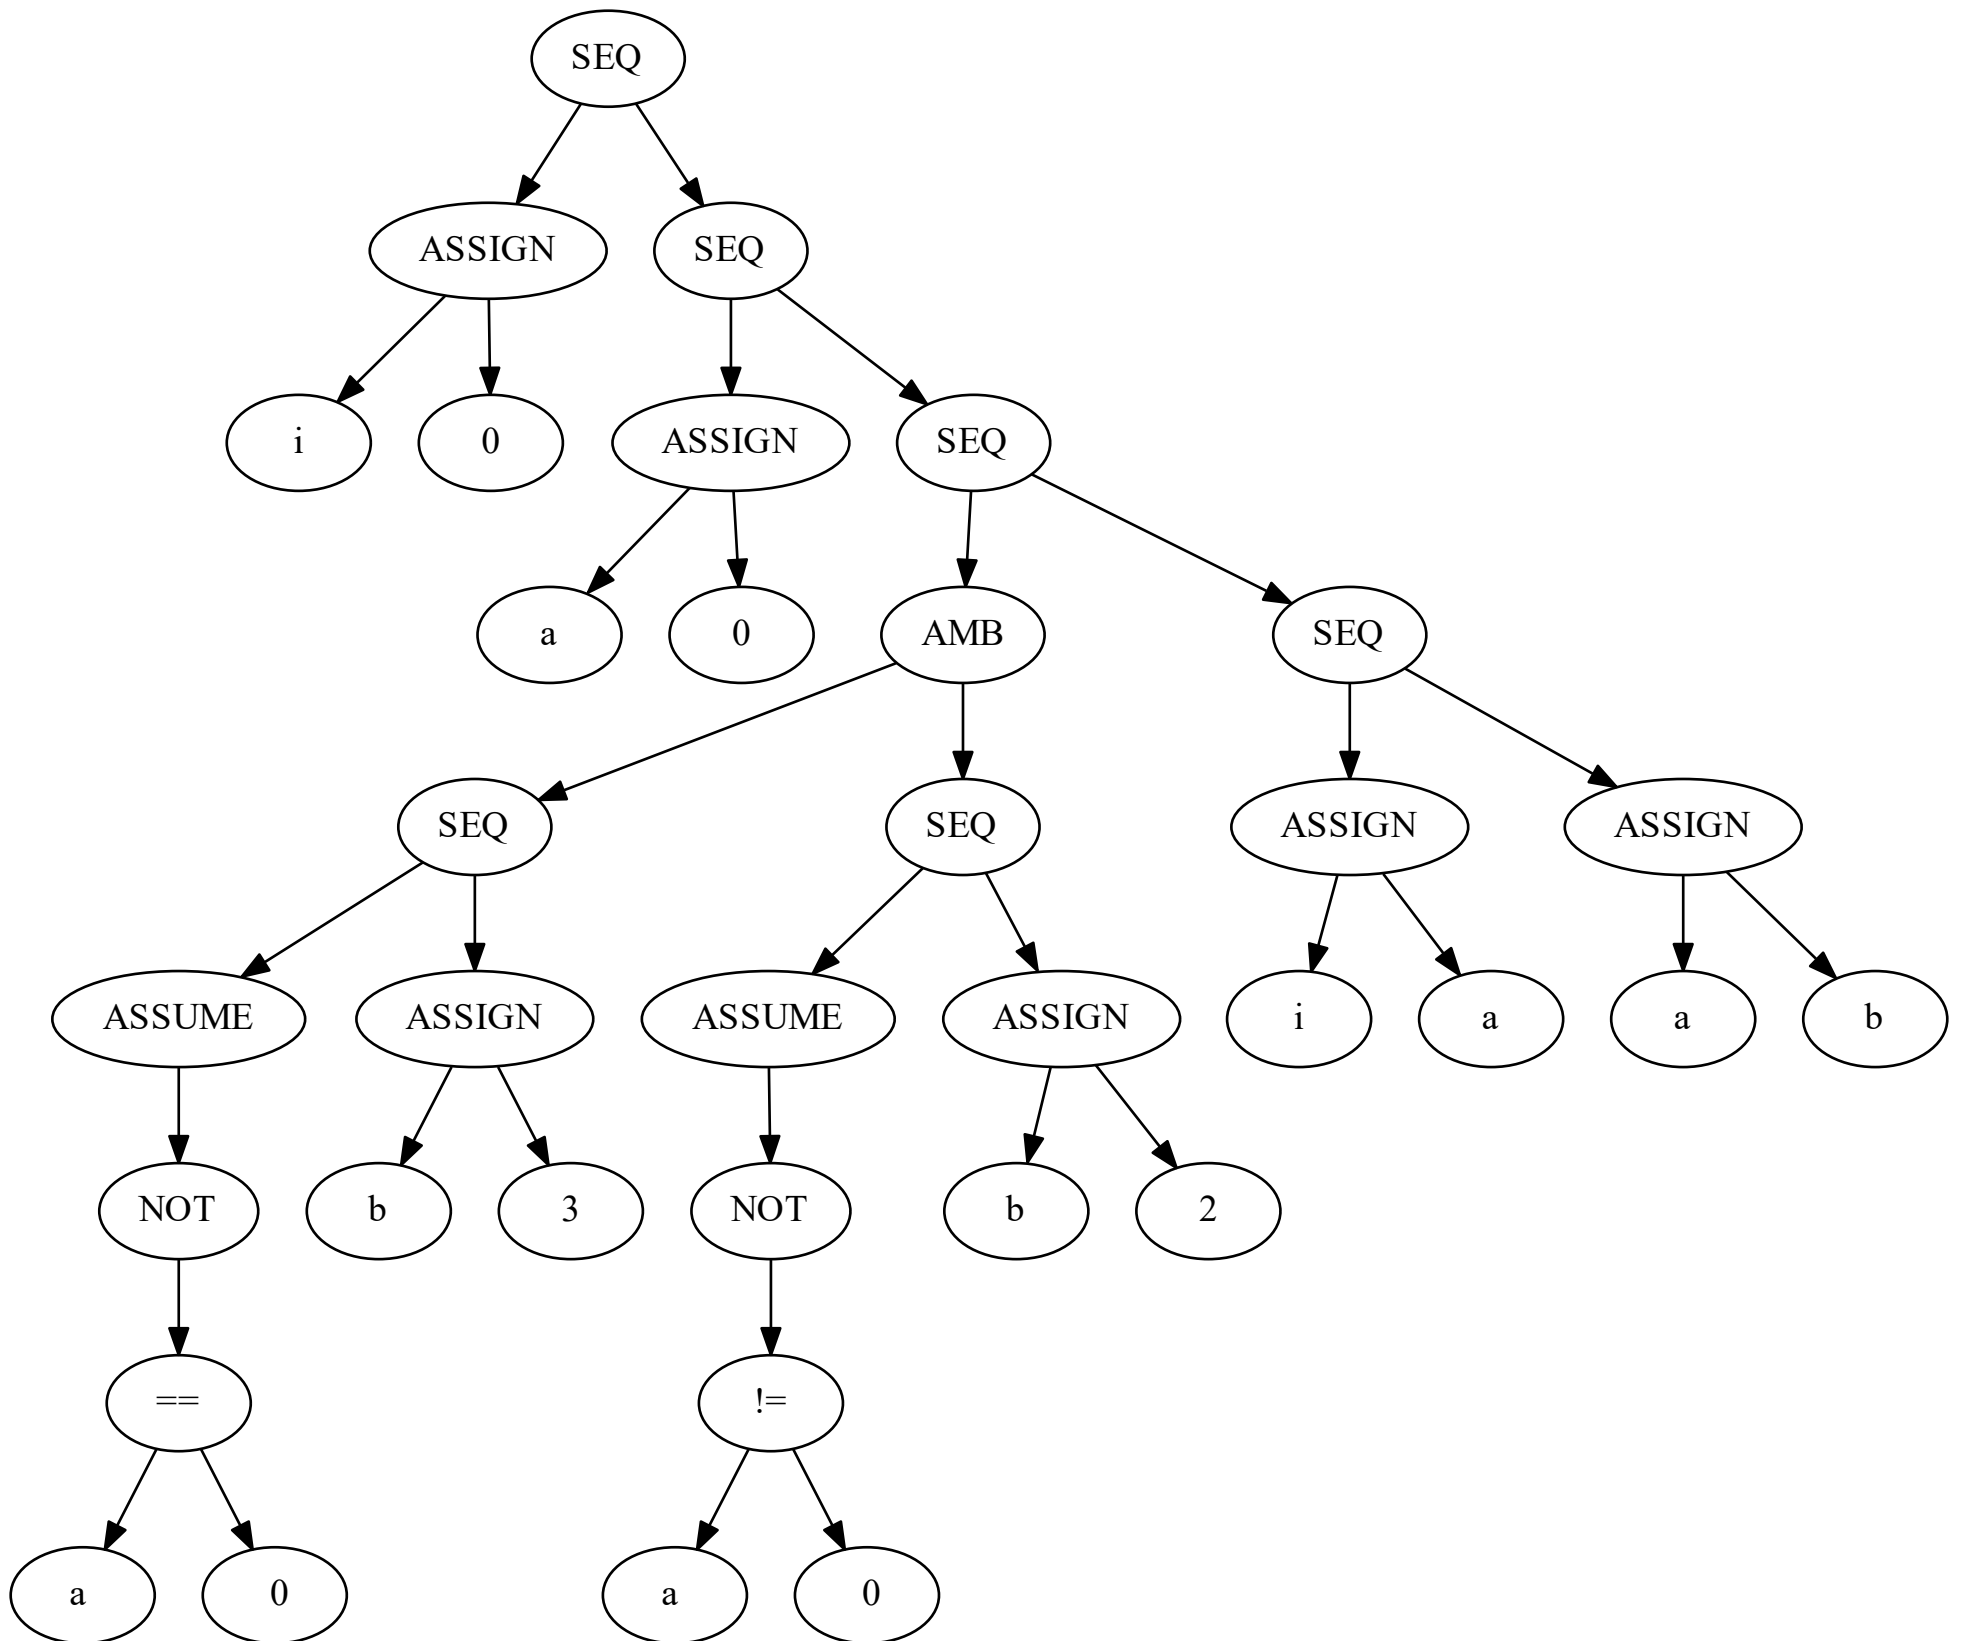 SEQ
ASSIGN SEQ
i 0 ASSIGN SEQ
a 0 AMB SEQ
SEQ SEQ ASSIGN ASSIGN
ASSUME ASSIGN ASSUME ASSIGN i a a b
NOT b 3 NOT b 2
== !=
a 0 a 0